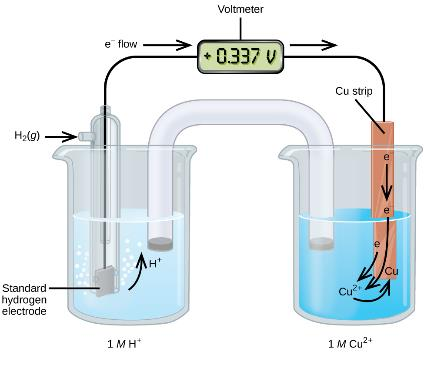 Voltmeter
e⁻ flow
+ 0.337 V
Cu strip
H₂(g)
e
e
e
H⁺
Cu
Cu²⁺
Standard
hydrogen
electrode
1 M H⁺
1 M Cu²⁺